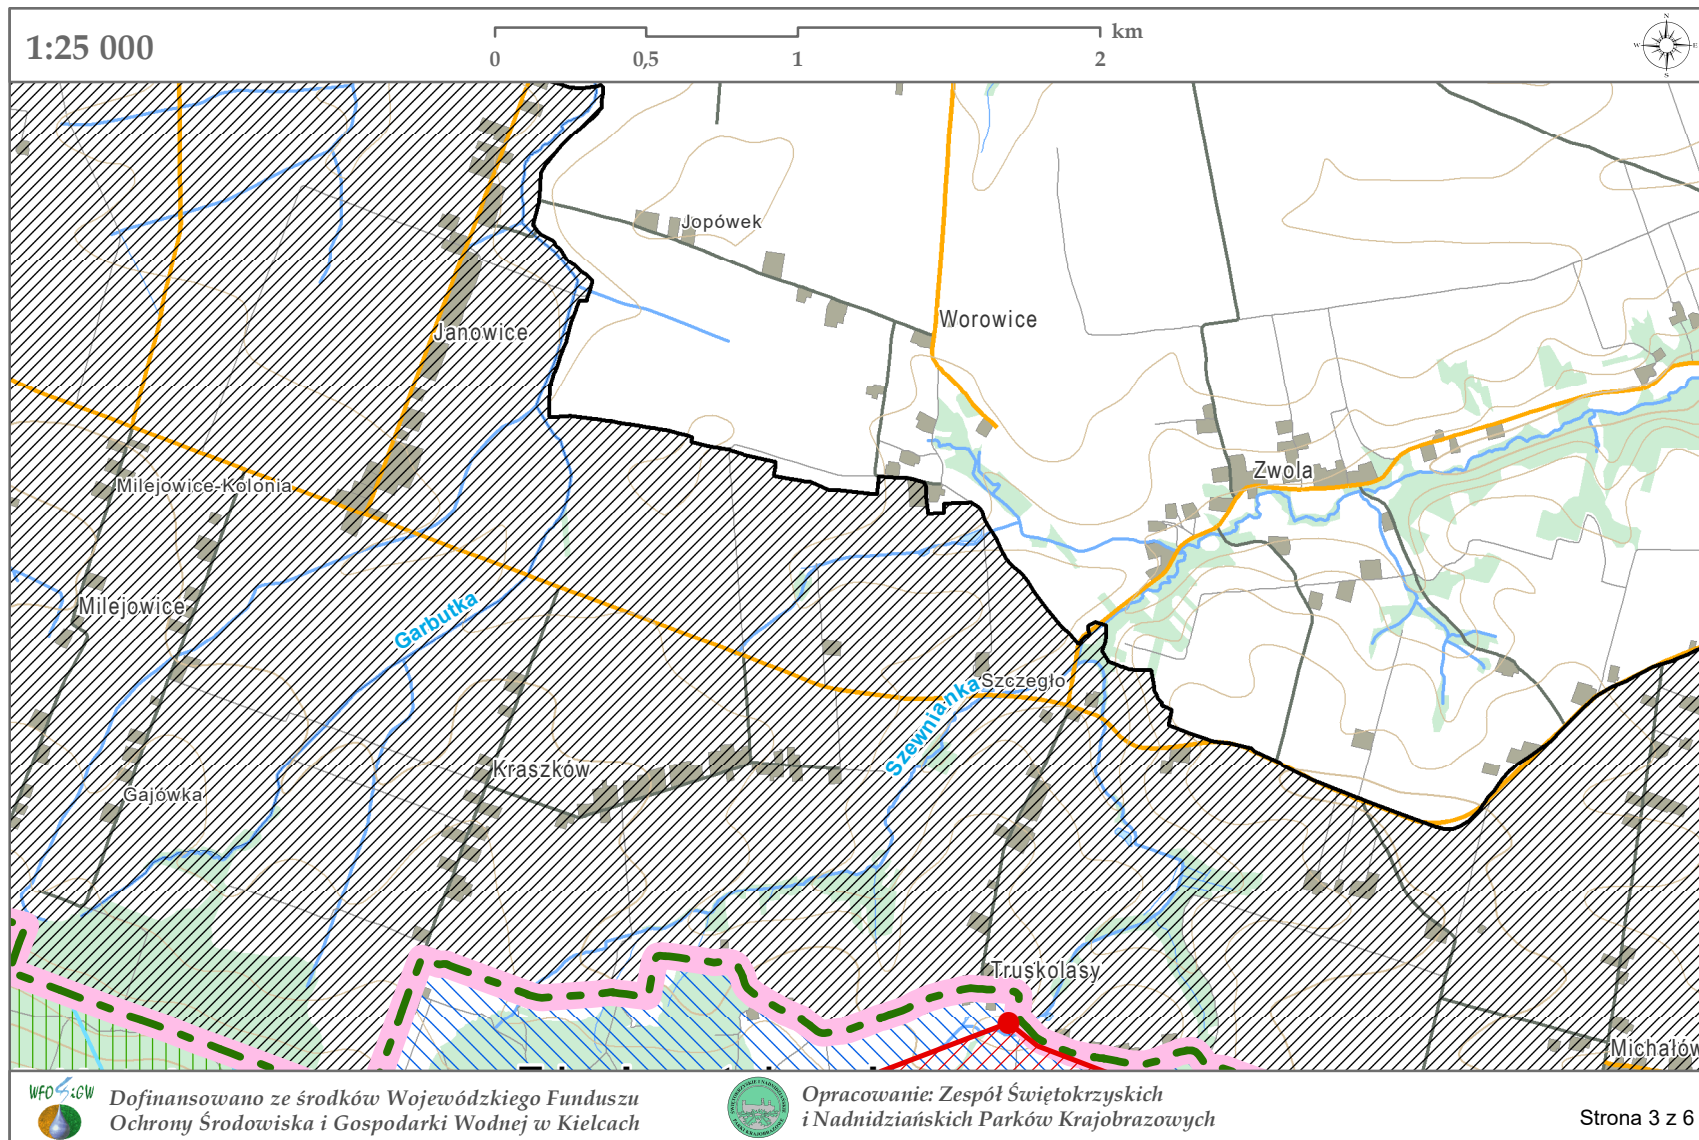 1:25 000
km
0 0,5 1 2
N
W E
S
Jopówek
Worowice
Janowice
Zwola
Milejowice-Kolonia
Milejowice
Garbutka
Szczegło
Szewnianka
Kraszków
Gajówka
Truskolasy
Michałów
WFOŚiGW
Dofinansowano ze środków Wojewódzkiego Funduszu
Ochrony Środowiska i Gospodarki Wodnej w Kielcach
Opracowanie: Zespół Świętokrzyskich
i Nadnidziańskich Parków Krajobrazowych
Strona 3 z 6